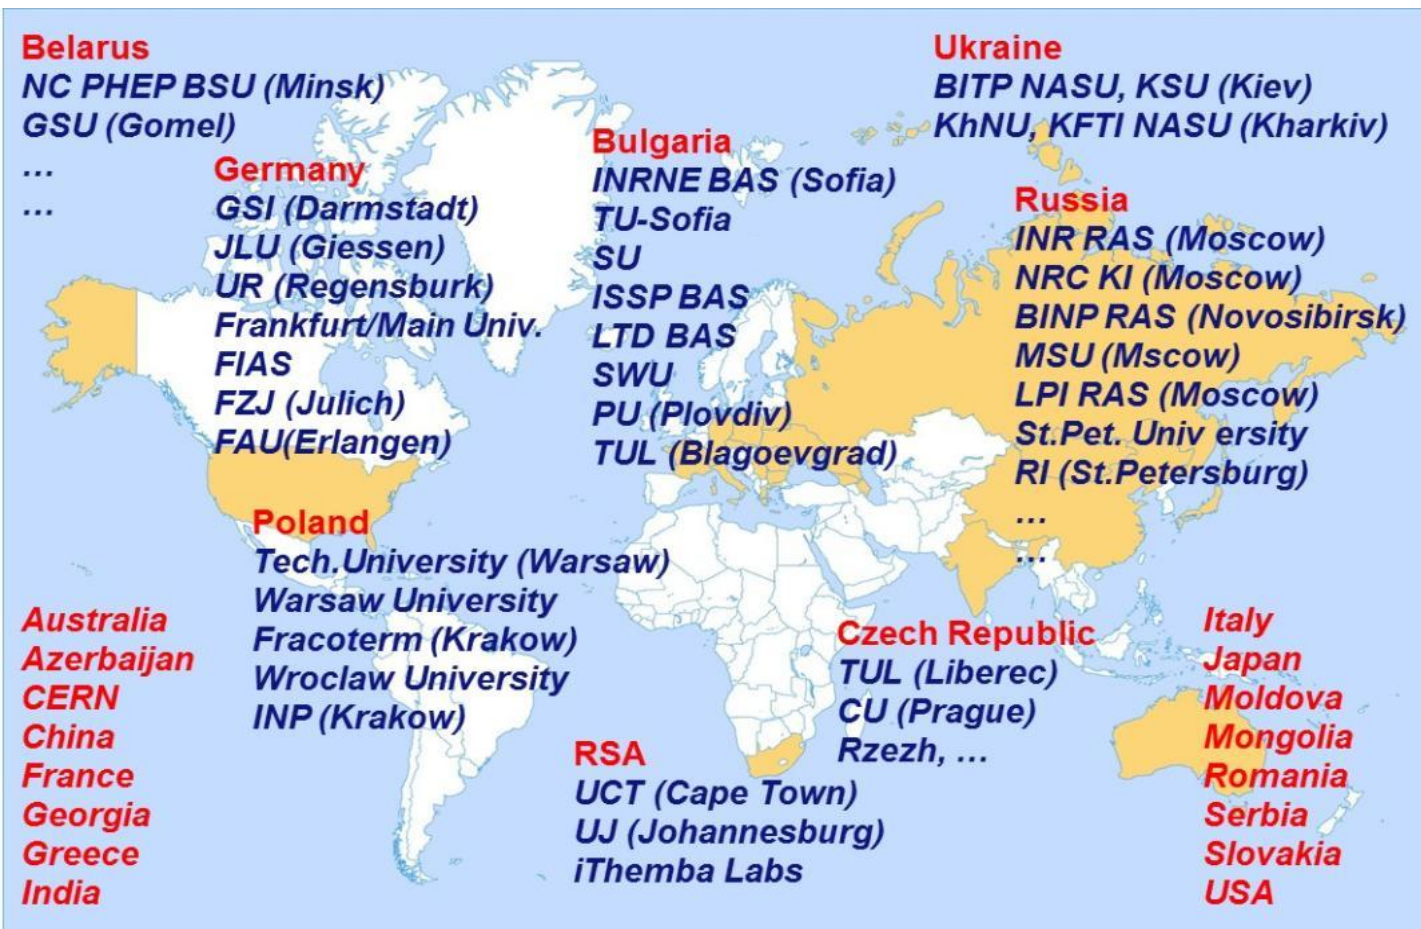 Belarus
NC PHEP BSU (Minsk)
GSU (Gomel)
...
...
Germany
GSI (Darmstadt)
JLU (Giessen)
UR (Regensburk)
Frankfurt/Main Univ.
FIAS
FZJ (Julich)
FAU(Erlangen)
Bulgaria
INRNE BAS (Sofia)
TU-Sofia
SU
ISSP BAS
LTD BAS
SWU
PU (Plovdiv)
TUL (Blagoevgrad)
Ukraine
BITP NASU, KSU (Kiev)
KhNU, KFTI NASU (Kharkiv)
Russia
INR RAS (Moscow)
NRC KI (Moscow)
BINP RAS (Novosibirsk)
MSU (Mscow)
LPI RAS (Moscow)
St.Pet. Univ ersity
RI (St.Petersburg)
...
...
Poland
Tech.University (Warsaw)
Warsaw University
Fracoterm (Krakow)
Wroclaw University
INP (Krakow)
Australia
Azerbaijan
CERN
China
France
Georgia
Greece
India
RSA
UCT (Cape Town)
UJ (Johannesburg)
iThemba Labs
Czech Republic
TUL (Liberec)
CU (Prague)
Rzezh, ...
Italy
Japan
Moldova
Mongolia
Romania
Serbia
Slovakia
USA